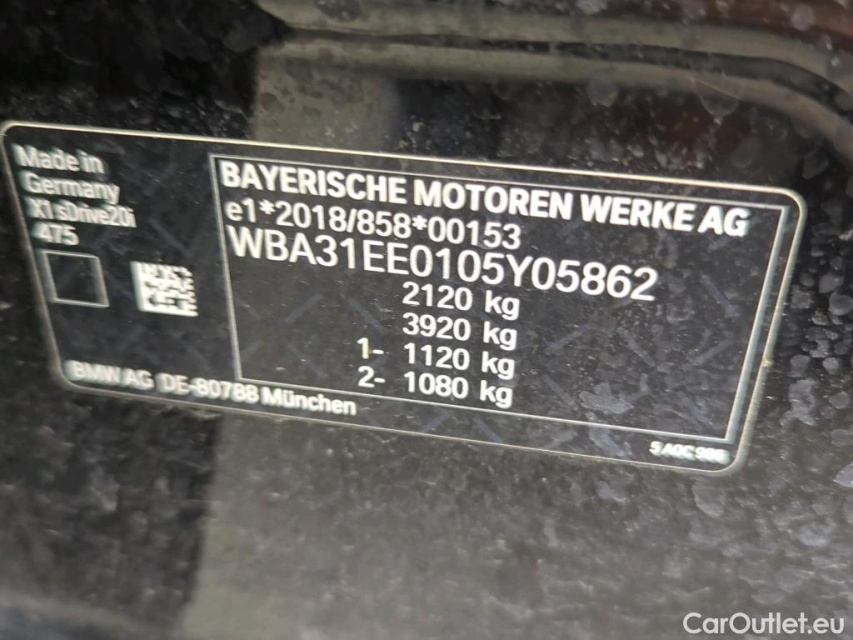 Made in
Germany
X1 sDrive20i
475
BAYERISCHE MOTOREN WERKE AG
e1*2018/858*00153
WBA31EE0105Y05862
2120 kg
3920 kg
1- 1120 kg
2- 1080 kg
BMW AG DE-80788 München
CarOutlet.eu